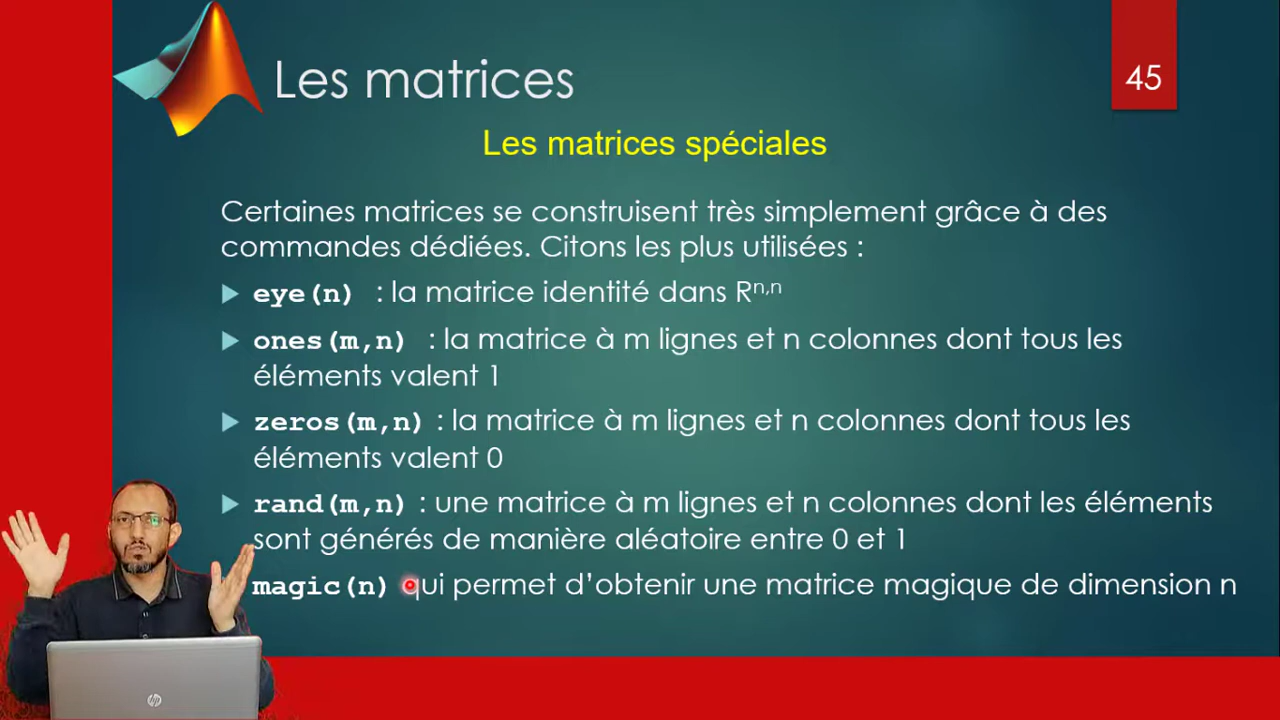 Les matrices
45
Les matrices spéciales
Certaines matrices se construisent très simplement grâce à des
commandes dédiées. Citons les plus utilisées :
eye(n) : la matrice identité dans Rⁿ,ⁿ
ones(m,n) : la matrice à m lignes et n colonnes dont tous les
éléments valent 1
zeros(m,n) : la matrice à m lignes et n colonnes dont tous les
éléments valent 0
rand(m,n) : une matrice à m lignes et n colonnes dont les éléments
sont générés de manière aléatoire entre 0 et 1
magic(n) qui permet d’obtenir une matrice magique de dimension n
hp